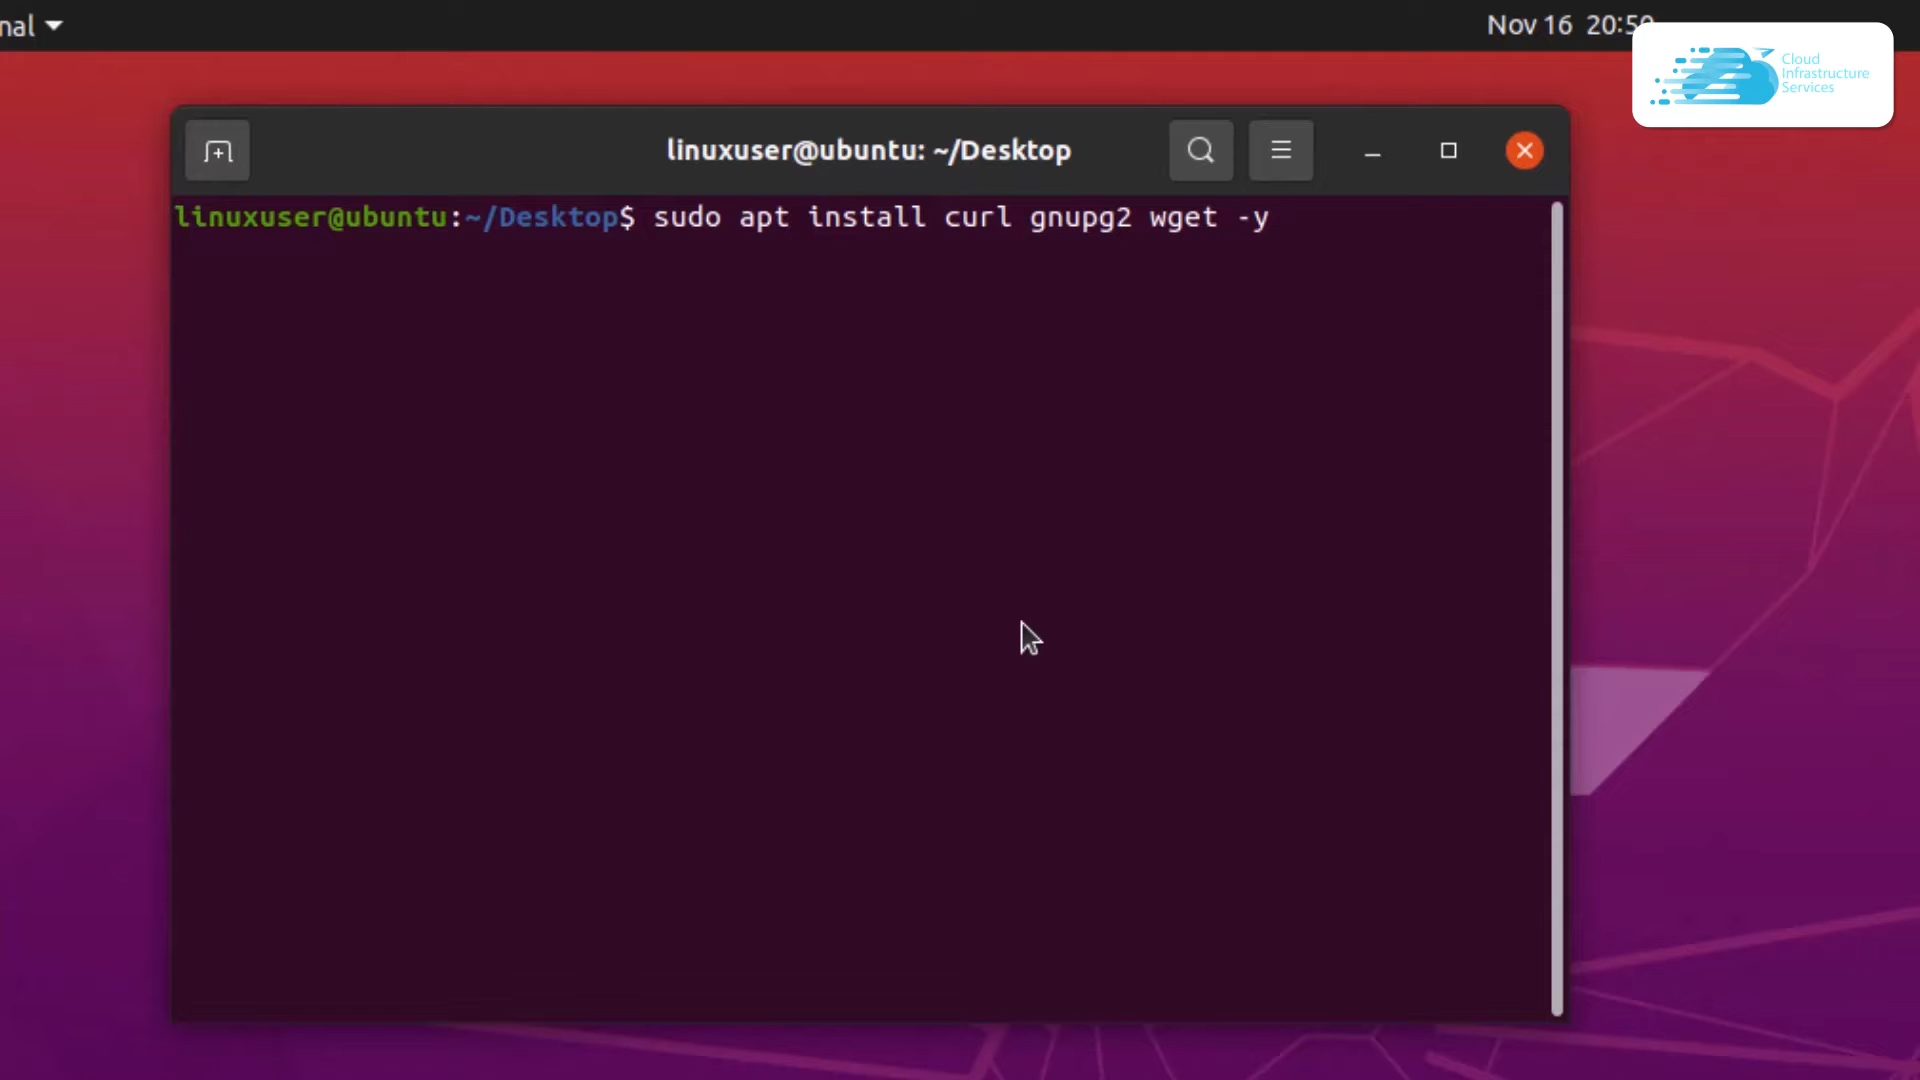 nal
Nov 16 20:50
Cloud
Infrastructure
Services
linuxuser@ubuntu: ~/Desktop
linuxuser@ubuntu:~/Desktop$ sudo apt install curl gnupg2 wget -y